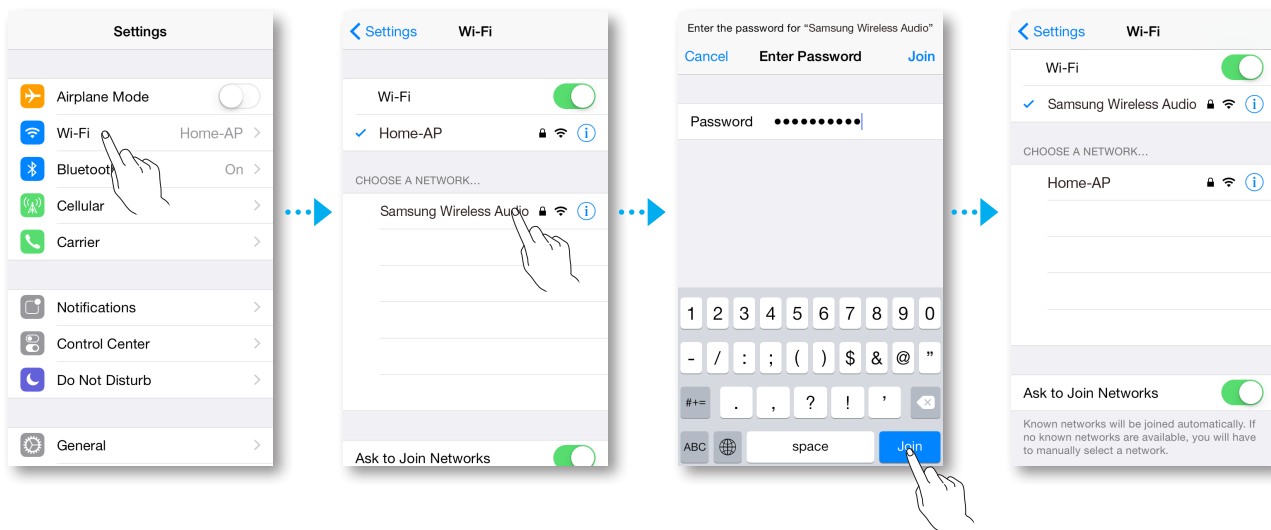 Settings
Airplane Mode
Wi-Fi Home-AP
Bluetooth On
Cellular
Carrier
Notifications
Control Center
Do Not Disturb
General
Settings Wi-Fi
Wi-Fi
Home-AP
CHOOSE A NETWORK...
Samsung Wireless Audio
Ask to Join Networks
Enter the password for “Samsung Wireless Audio”
Cancel Enter Password Join
Password ••••••••••
1 2 3 4 5 6 7 8 9 0
- / : ; ( ) $ & @ ”
#+= . , ? ! ’
ABC space Join
Settings Wi-Fi
Wi-Fi
Samsung Wireless Audio
CHOOSE A NETWORK...
Home-AP
Ask to Join Networks
Known networks will be joined automatically. If
no known networks are available, you will have
to manually select a network.